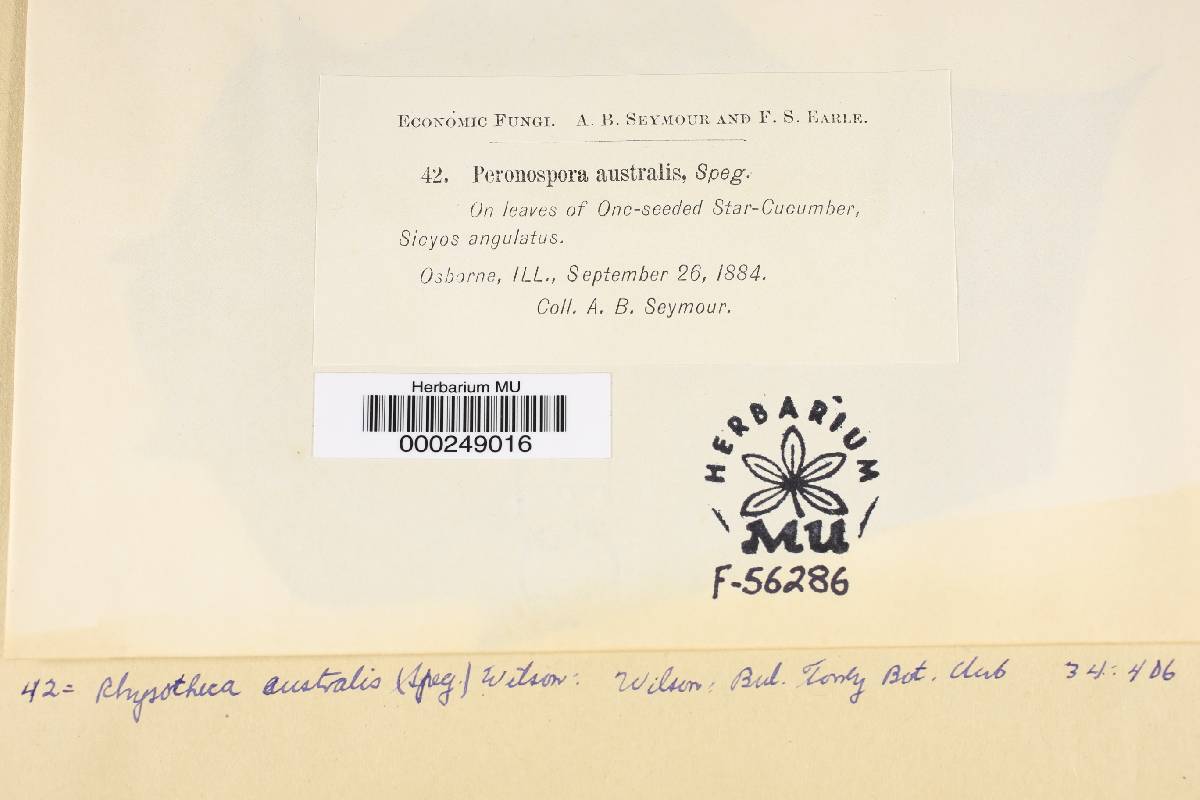 ECONOMIC FUNGI. A. B. SEYMOUR AND F. S. EARLE.
42. Peronospora australis, Speg.
On leaves of One-seeded Star-Cucumber,
Sicyos angulatus.
Osborne, ILL., September 26, 1884.
Coll. A. B. Seymour.
Herbarium MU
000249016
HERBARIUM
MU
F-56286
42= Rhysotheca australis (Speg.) Wilson: Wilson: Bul. Torrey Bot. Club 34: 406